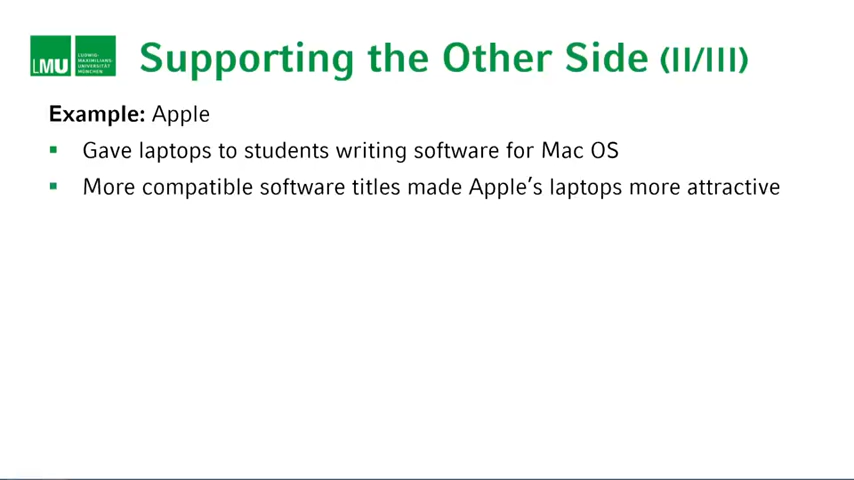 LMU
LUDWIG-
MAXIMILIANS-
UNIVERSITÄT
MÜNCHEN
Supporting the Other Side (II/III)
Example: Apple
▪ Gave laptops to students writing software for Mac OS
▪ More compatible software titles made Apple's laptops more attractive